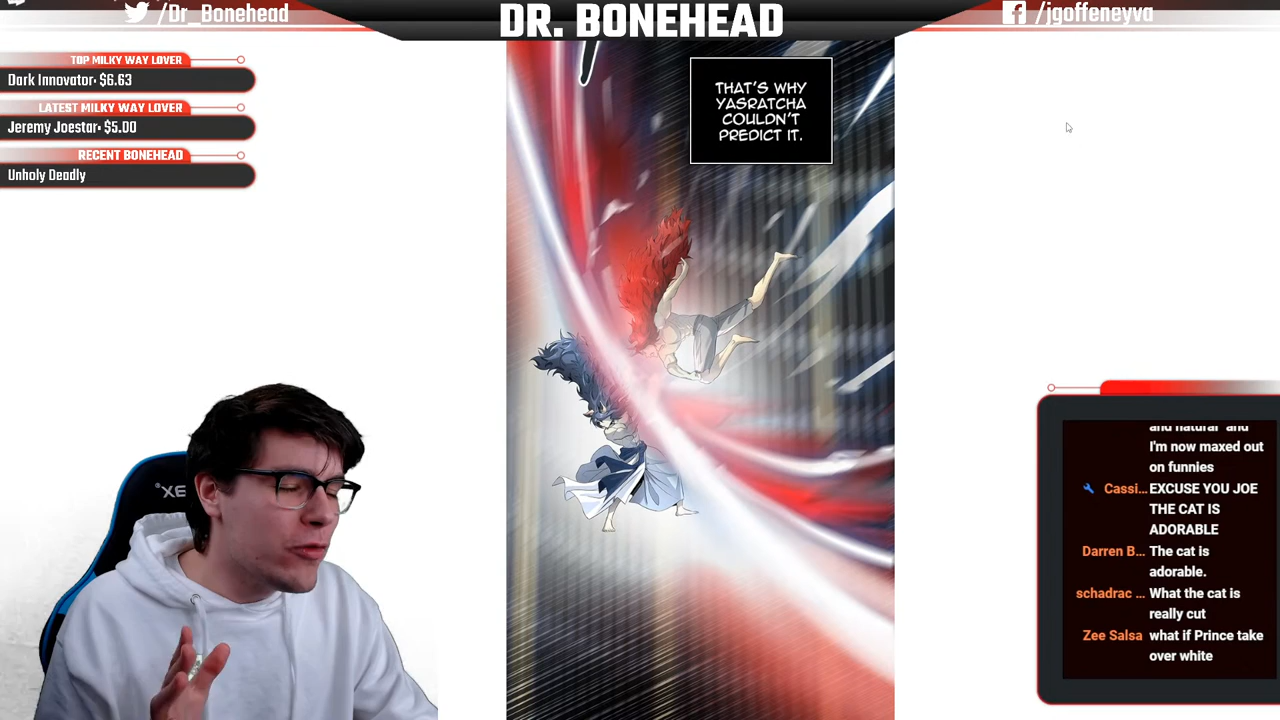 /Dr_Bonehead
DR. BONEHEAD
/jgoffeneyva
TOP MILKY WAY LOVER
Dark Innovator: $6.63
LATEST MILKY WAY LOVER
Jeremy Joestar: $5.00
RECENT BONEHEAD
Unholy Deadly
THAT'S WHY
YASRATCHA
COULDN'T
PREDICT IT.
XE
and natural and
I'm now maxed out
on funnies
Cassi... EXCUSE YOU JOE
THE CAT IS
ADORABLE
Darren B... The cat is
adorable.
schadrac ... What the cat is
really cut
Zee Salsa what if Prince take
over white